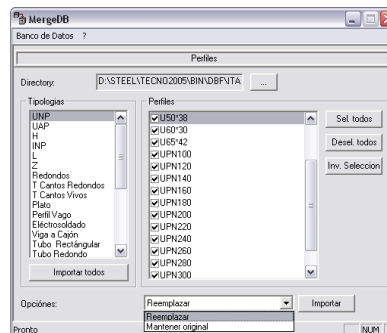 MergeDB
Banco de Datos ?
Perfiles
Directory: D:\STEEL\TECNO2005\BIN\DBF\ITA ...
Tipologias
UNP
UAP
H
INP
L
Z
Redondos
T Cantos Redondos
T Cantos Vivos
Plato
Perfil Vago
Eléctrosoldado
Viga a Cajón
Tubo Rectángular
Tubo Redondo
Importar todos
Perfiles
U50*38
U60*30
U65*42
UPN100
UPN120
UPN140
UPN160
UPN180
UPN200
UPN220
UPN240
UPN260
UPN280
UPN300
Sel. todos
Desel. todos
Inv. Seleccion
Opciónes: Reemplazar Importar
Reemplazar
Mantener original
Pronto NUM